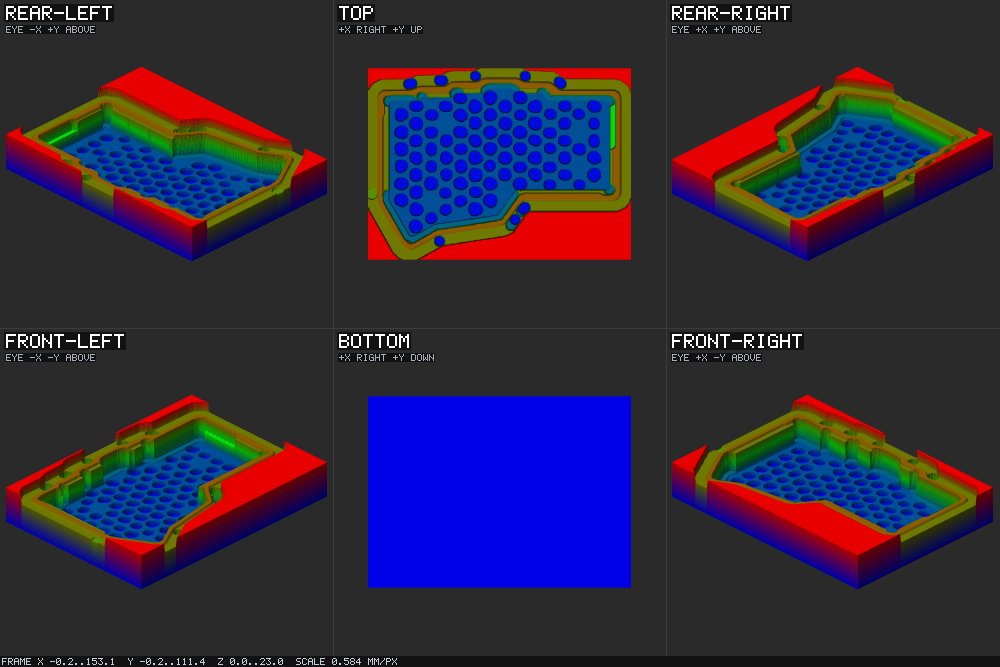 REAR-LEFT
EYE -X +Y ABOVE
TOP
+X RIGHT +Y UP
REAR-RIGHT
EYE +X +Y ABOVE
FRONT-LEFT
EYE -X -Y ABOVE
BOTTOM
+X RIGHT +Y DOWN
FRONT-RIGHT
EYE +X -Y ABOVE
FRAME X -0.2..153.1 Y -0.2..111.4 Z 0.0..23.0 SCALE 0.584 MM/PX